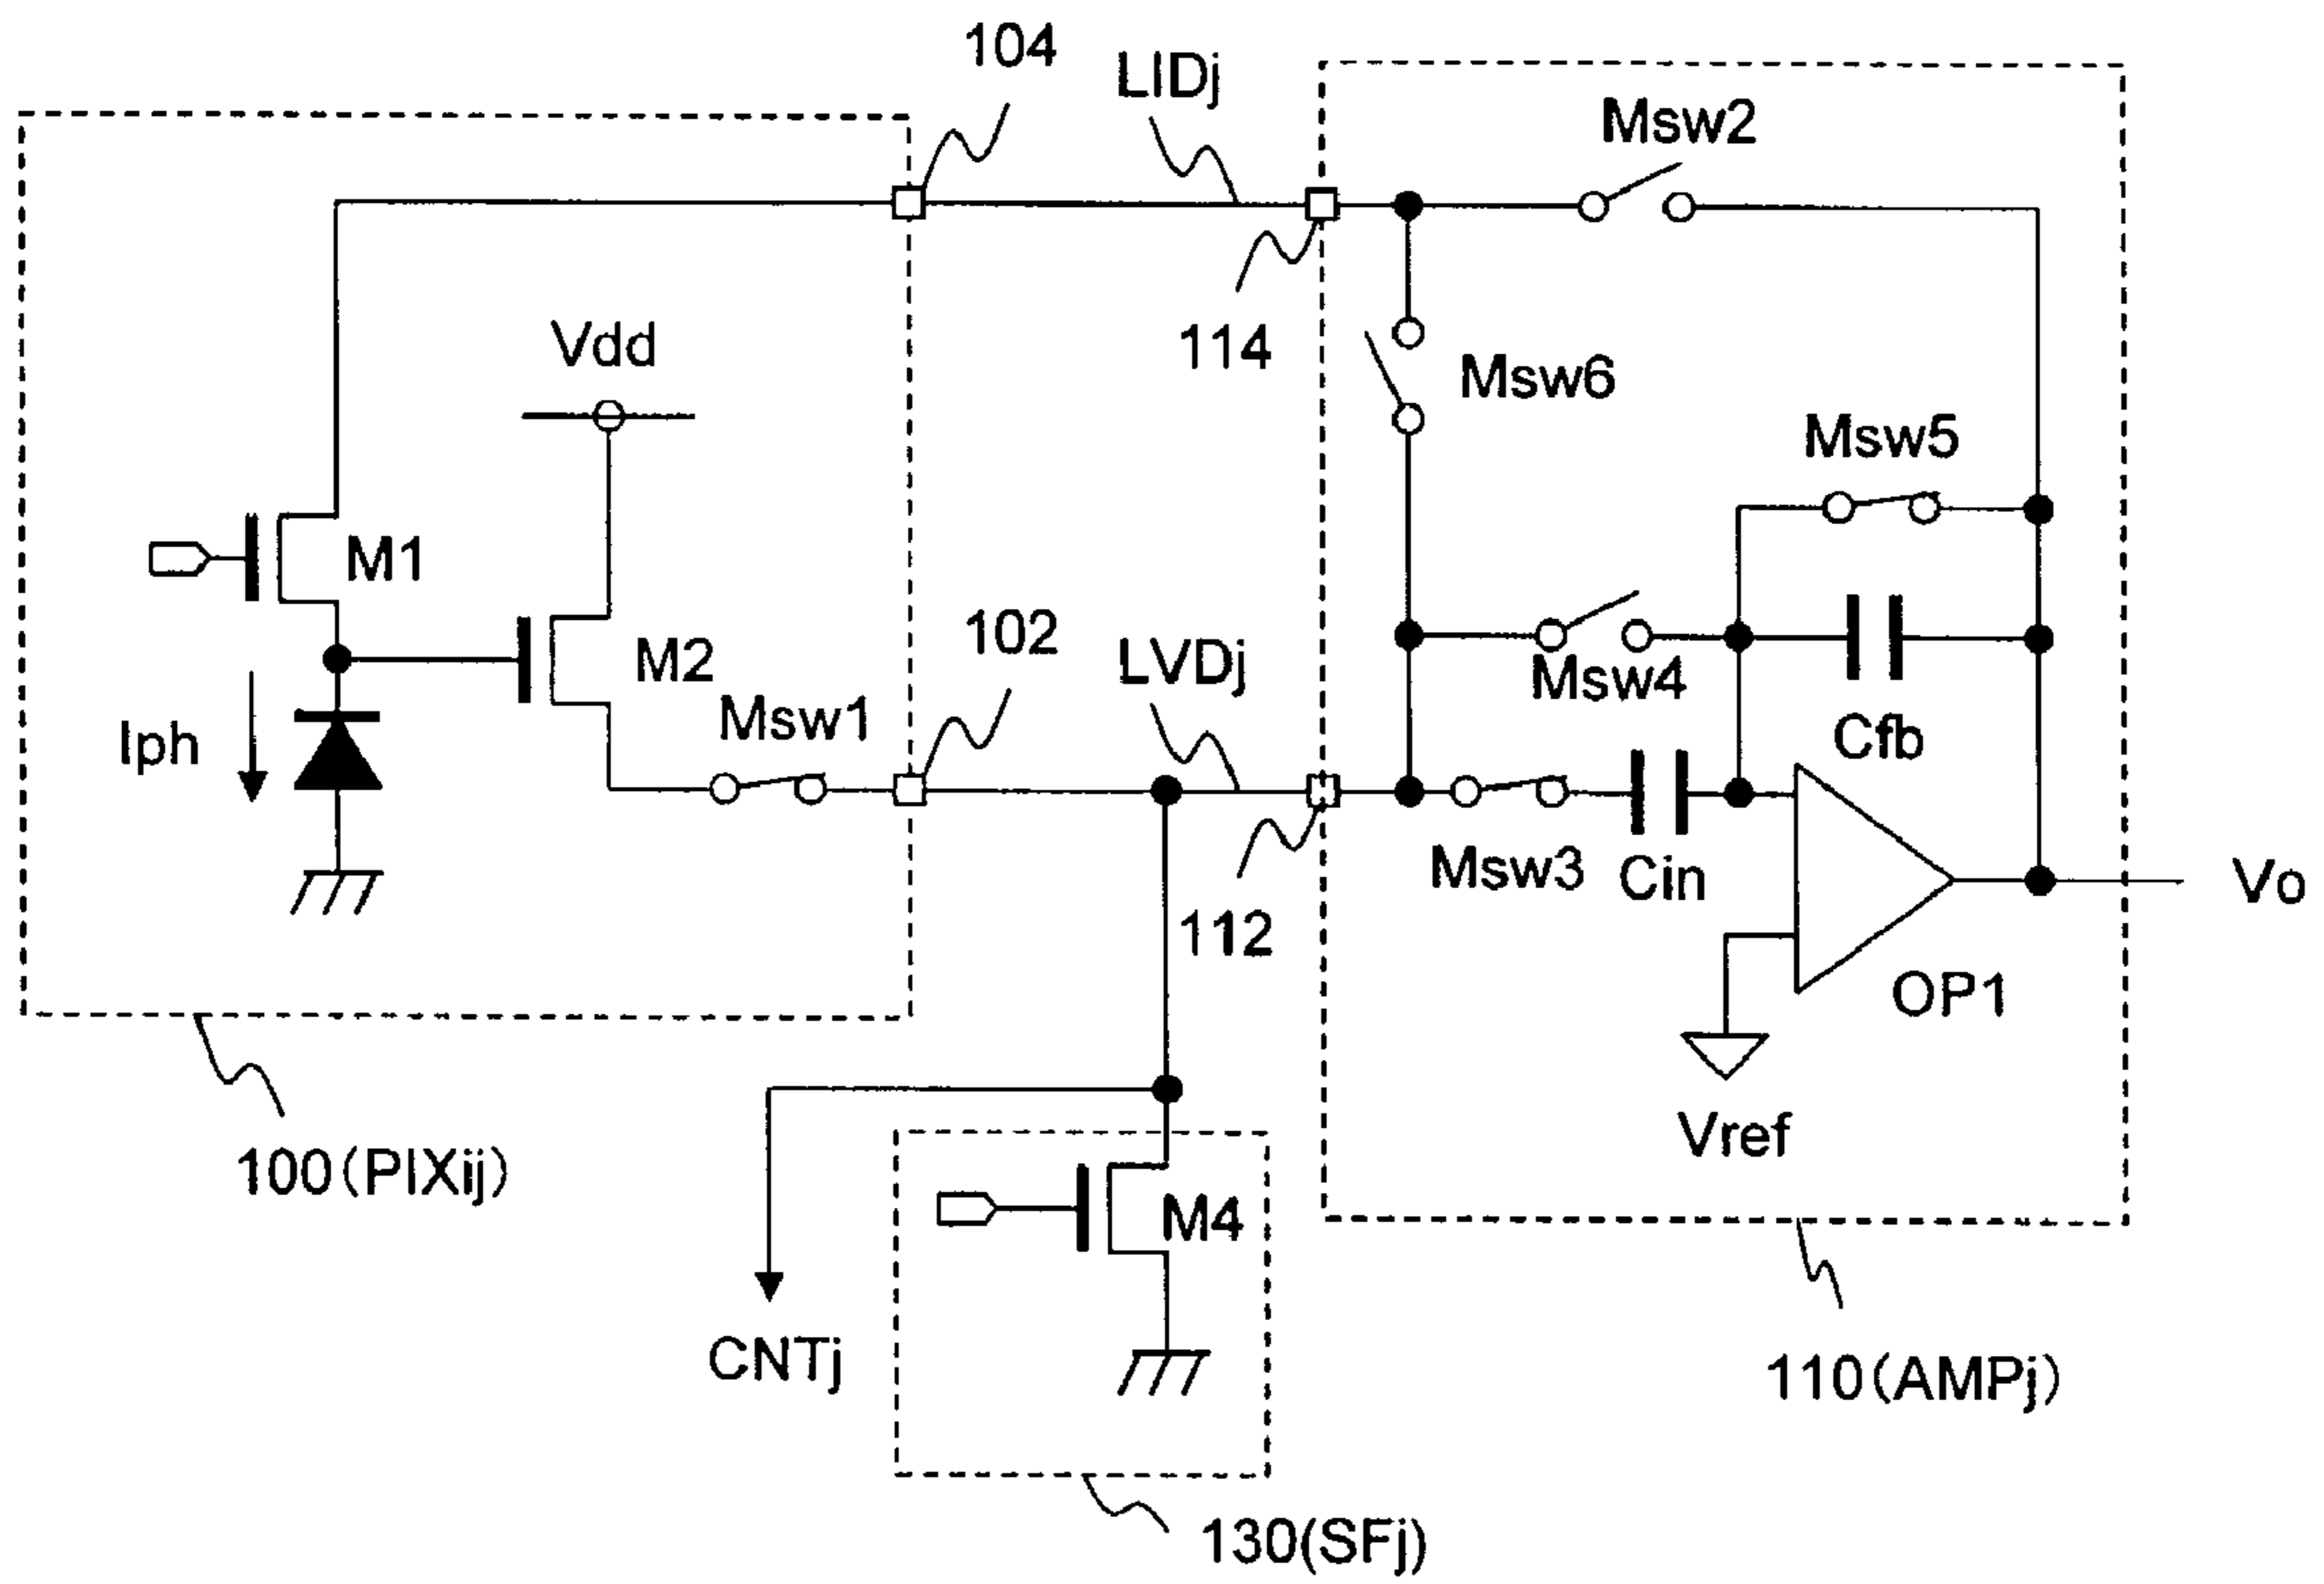 104
LIDj
Msw2
Vdd
114
Msw6
Msw5
M1
M2
102
LVDj
Msw4
Iph
Msw1
Cfb
Msw3
Cin
Vo
112
OP1
Vref
100(PIXij)
M4
CNTj
110(AMPj)
130(SFj)